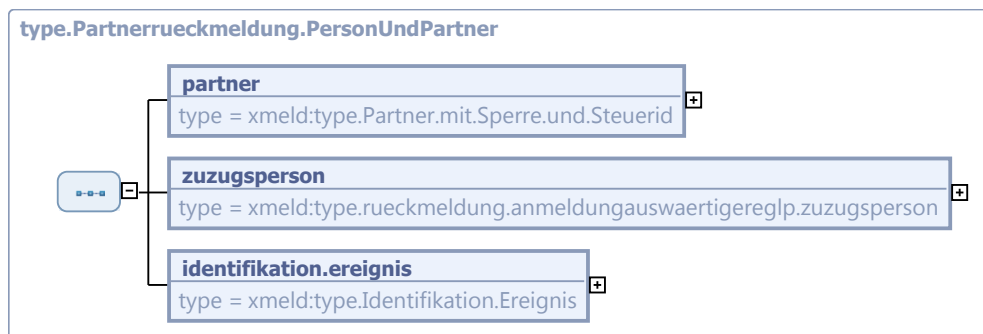 type.Partnerrueckmeldung.PersonUndPartner
partner
type = xmeld:type.Partner.mit.Sperre.und.Steuerid
zuzugsperson
type = xmeld:type.rueckmeldung.anmeldungauswaertigereglp.zuzugsperson
identifikation.ereignis
type = xmeld:type.Identifikation.Ereignis